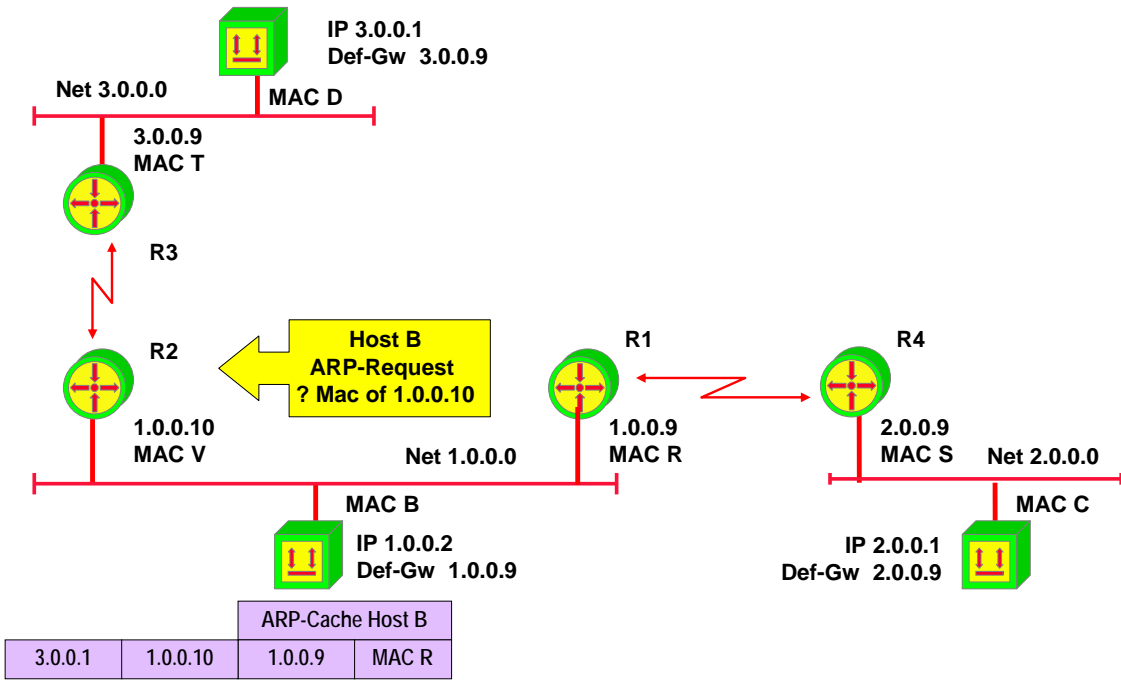 IP 3.0.0.1
Def-Gw 3.0.0.9
Net 3.0.0.0
MAC D
3.0.0.9
MAC T
R3
R2
Host B
ARP-Request
? Mac of 1.0.0.10
R1
R4
1.0.0.10
MAC V
Net 1.0.0.0
1.0.0.9
MAC R
2.0.0.9
MAC S
Net 2.0.0.0
MAC B
MAC C
IP 1.0.0.2
Def-Gw 1.0.0.9
IP 2.0.0.1
Def-Gw 2.0.0.9
ARP-Cache Host B
3.0.0.1 1.0.0.10 1.0.0.9 MAC R